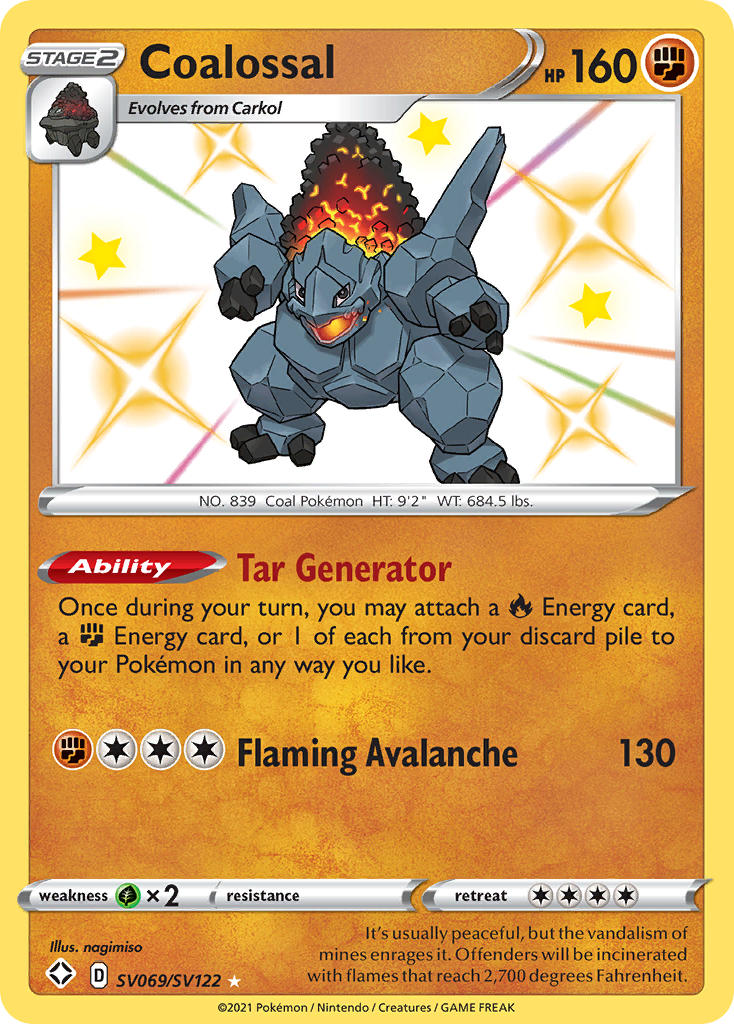 STAGE 2
Coalossal
HP 160
Evolves from Carkol
NO. 839 Coal Pokémon HT: 9'2" WT: 684.5 lbs.
Ability Tar Generator
Once during your turn, you may attach a Energy card,
a Energy card, or 1 of each from your discard pile to
your Pokémon in any way you like.
Flaming Avalanche 130
weakness ×2 resistance retreat
Illus. nagimiso
It's usually peaceful, but the vandalism of
mines enrages it. Offenders will be incinerated
with flames that reach 2,700 degrees Fahrenheit.
D SV069/SV122
©2021 Pokémon / Nintendo / Creatures / GAME FREAK